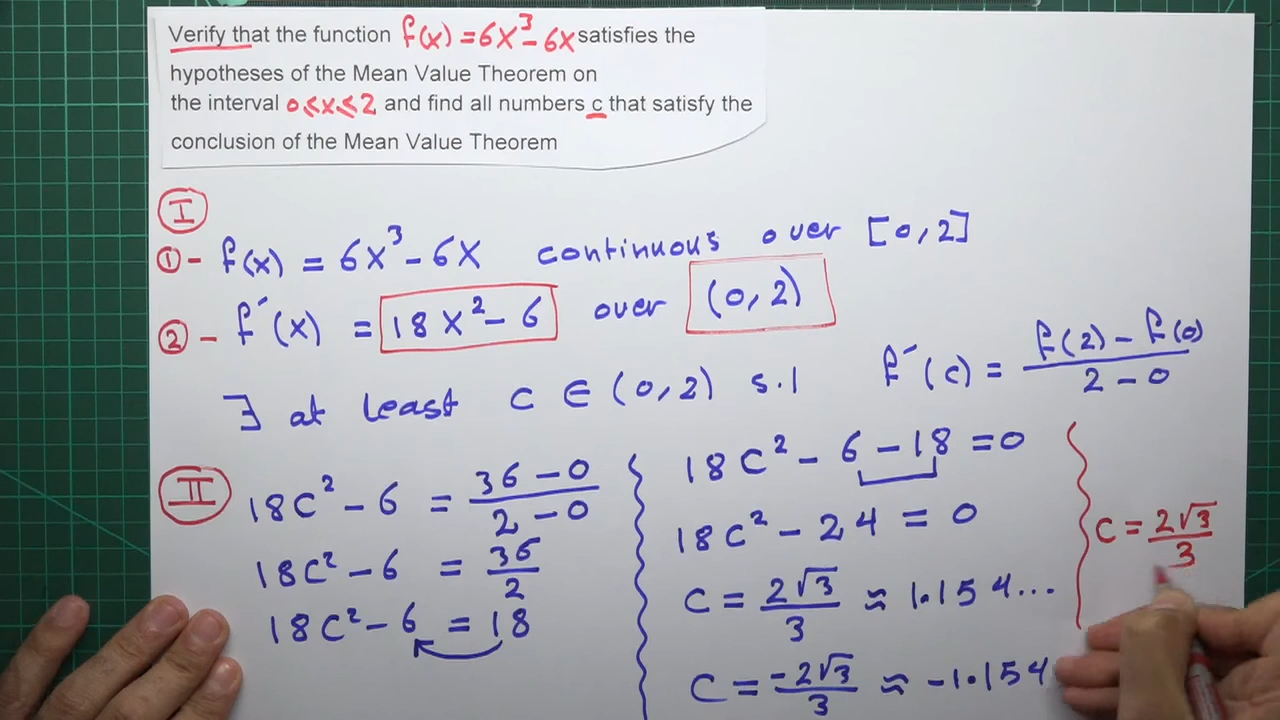 Verify that the function f(x) = 6x³ - 6x satisfies the
hypotheses of the Mean Value Theorem on
the interval 0 ≤ x ≤ 2 and find all numbers c that satisfy the
conclusion of the Mean Value Theorem
I
①- f(x) = 6x³ - 6x continuous over [0,2]
②- f´(x) = 18x² - 6 over (0,2)
∃ at least c ∈ (0,2) s.t f´(c) = (f(2) - f(0))/(2 - 0)
II
18c² - 6 = (36 - 0)/(2 - 0)
18c² - 6 = 36/2
18c² - 6 = 18
18c² - 6 - 18 = 0
18c² - 24 = 0
c = 2√3/3 ≈ 1.154...
c = -2√3/3 ≈ -1.154
c = 2√3/3